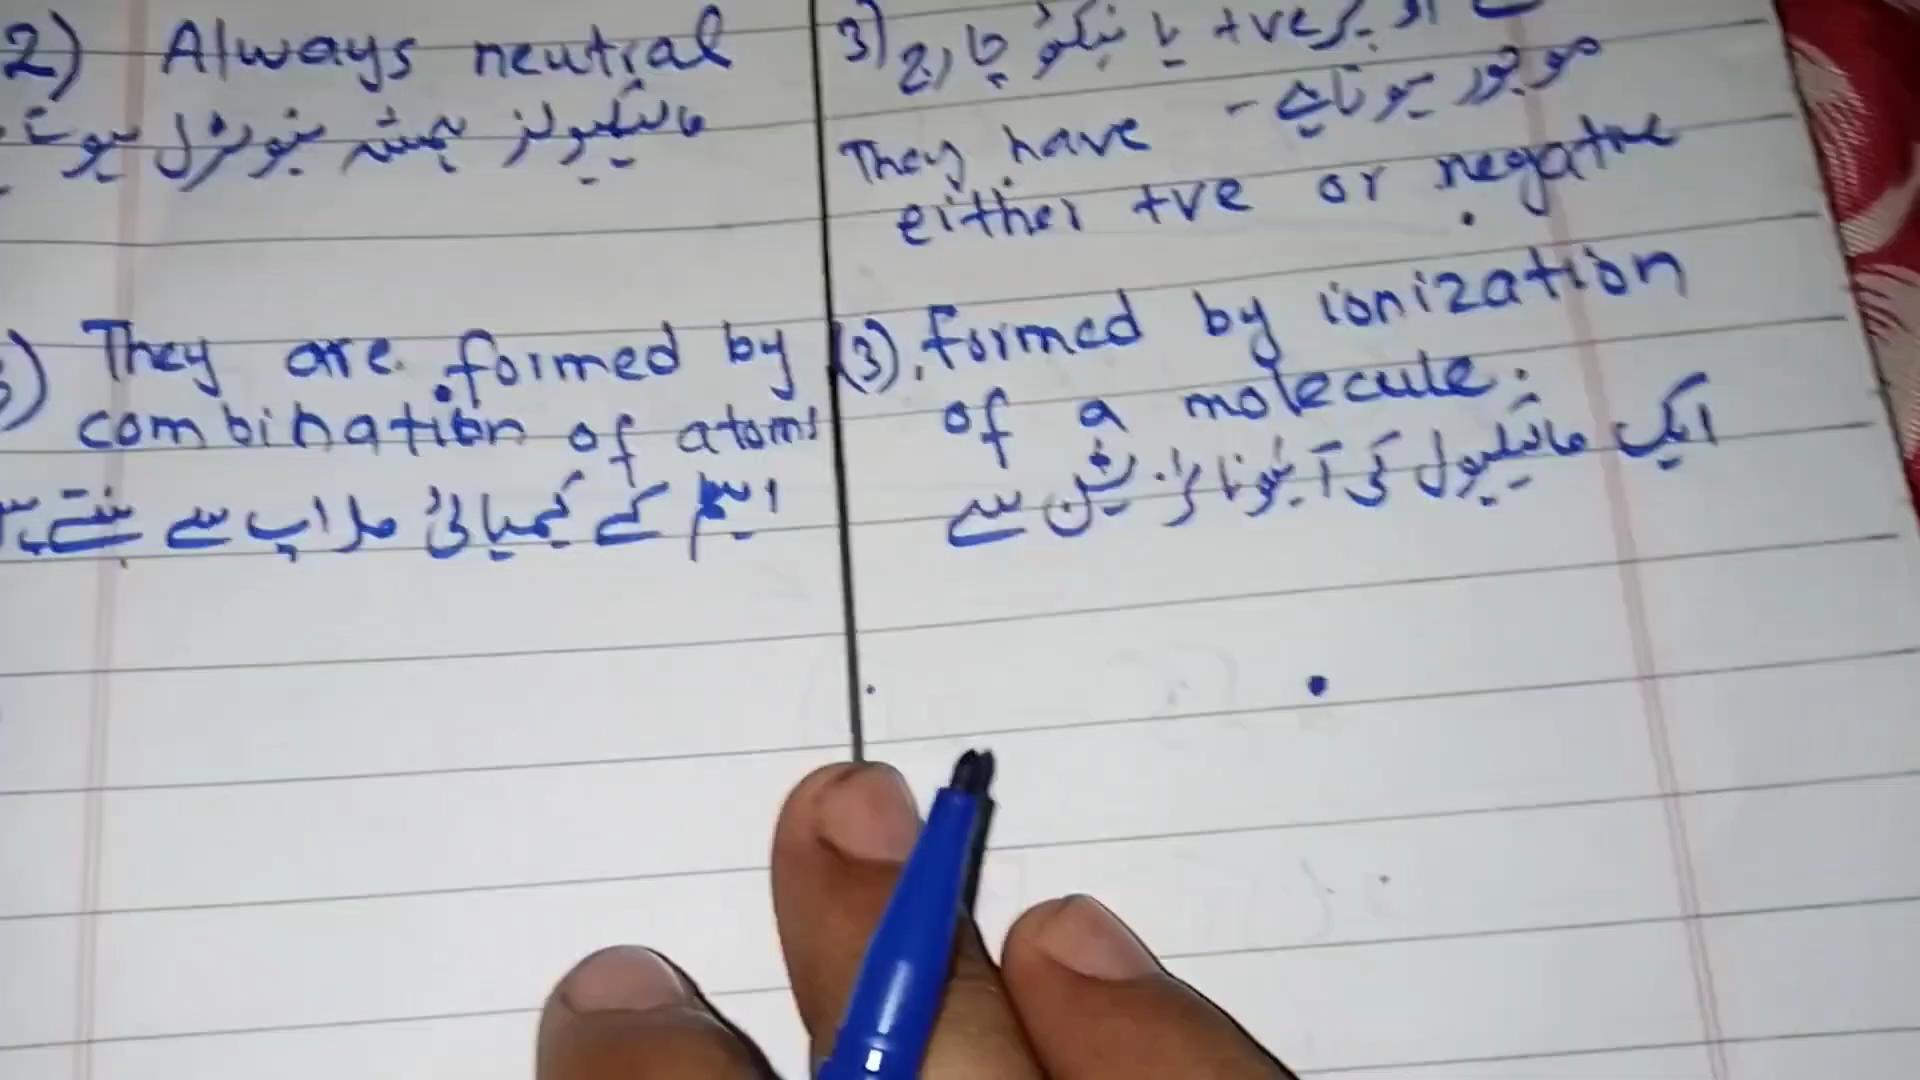 2) Always neutral
مالیکیولز ہمیشہ نیوٹرل ہوتے
They are formed by
combination of atoms
ایٹم کے کیمیائی ملاپ سے بنتے
3) +ve یا نیگٹو چارج
موجود ہوتا ہے -
They have
either +ve or negative
(3). formed by ionization
of a molecule.
ایک مالیکیول کی آئیونائزیشن سے